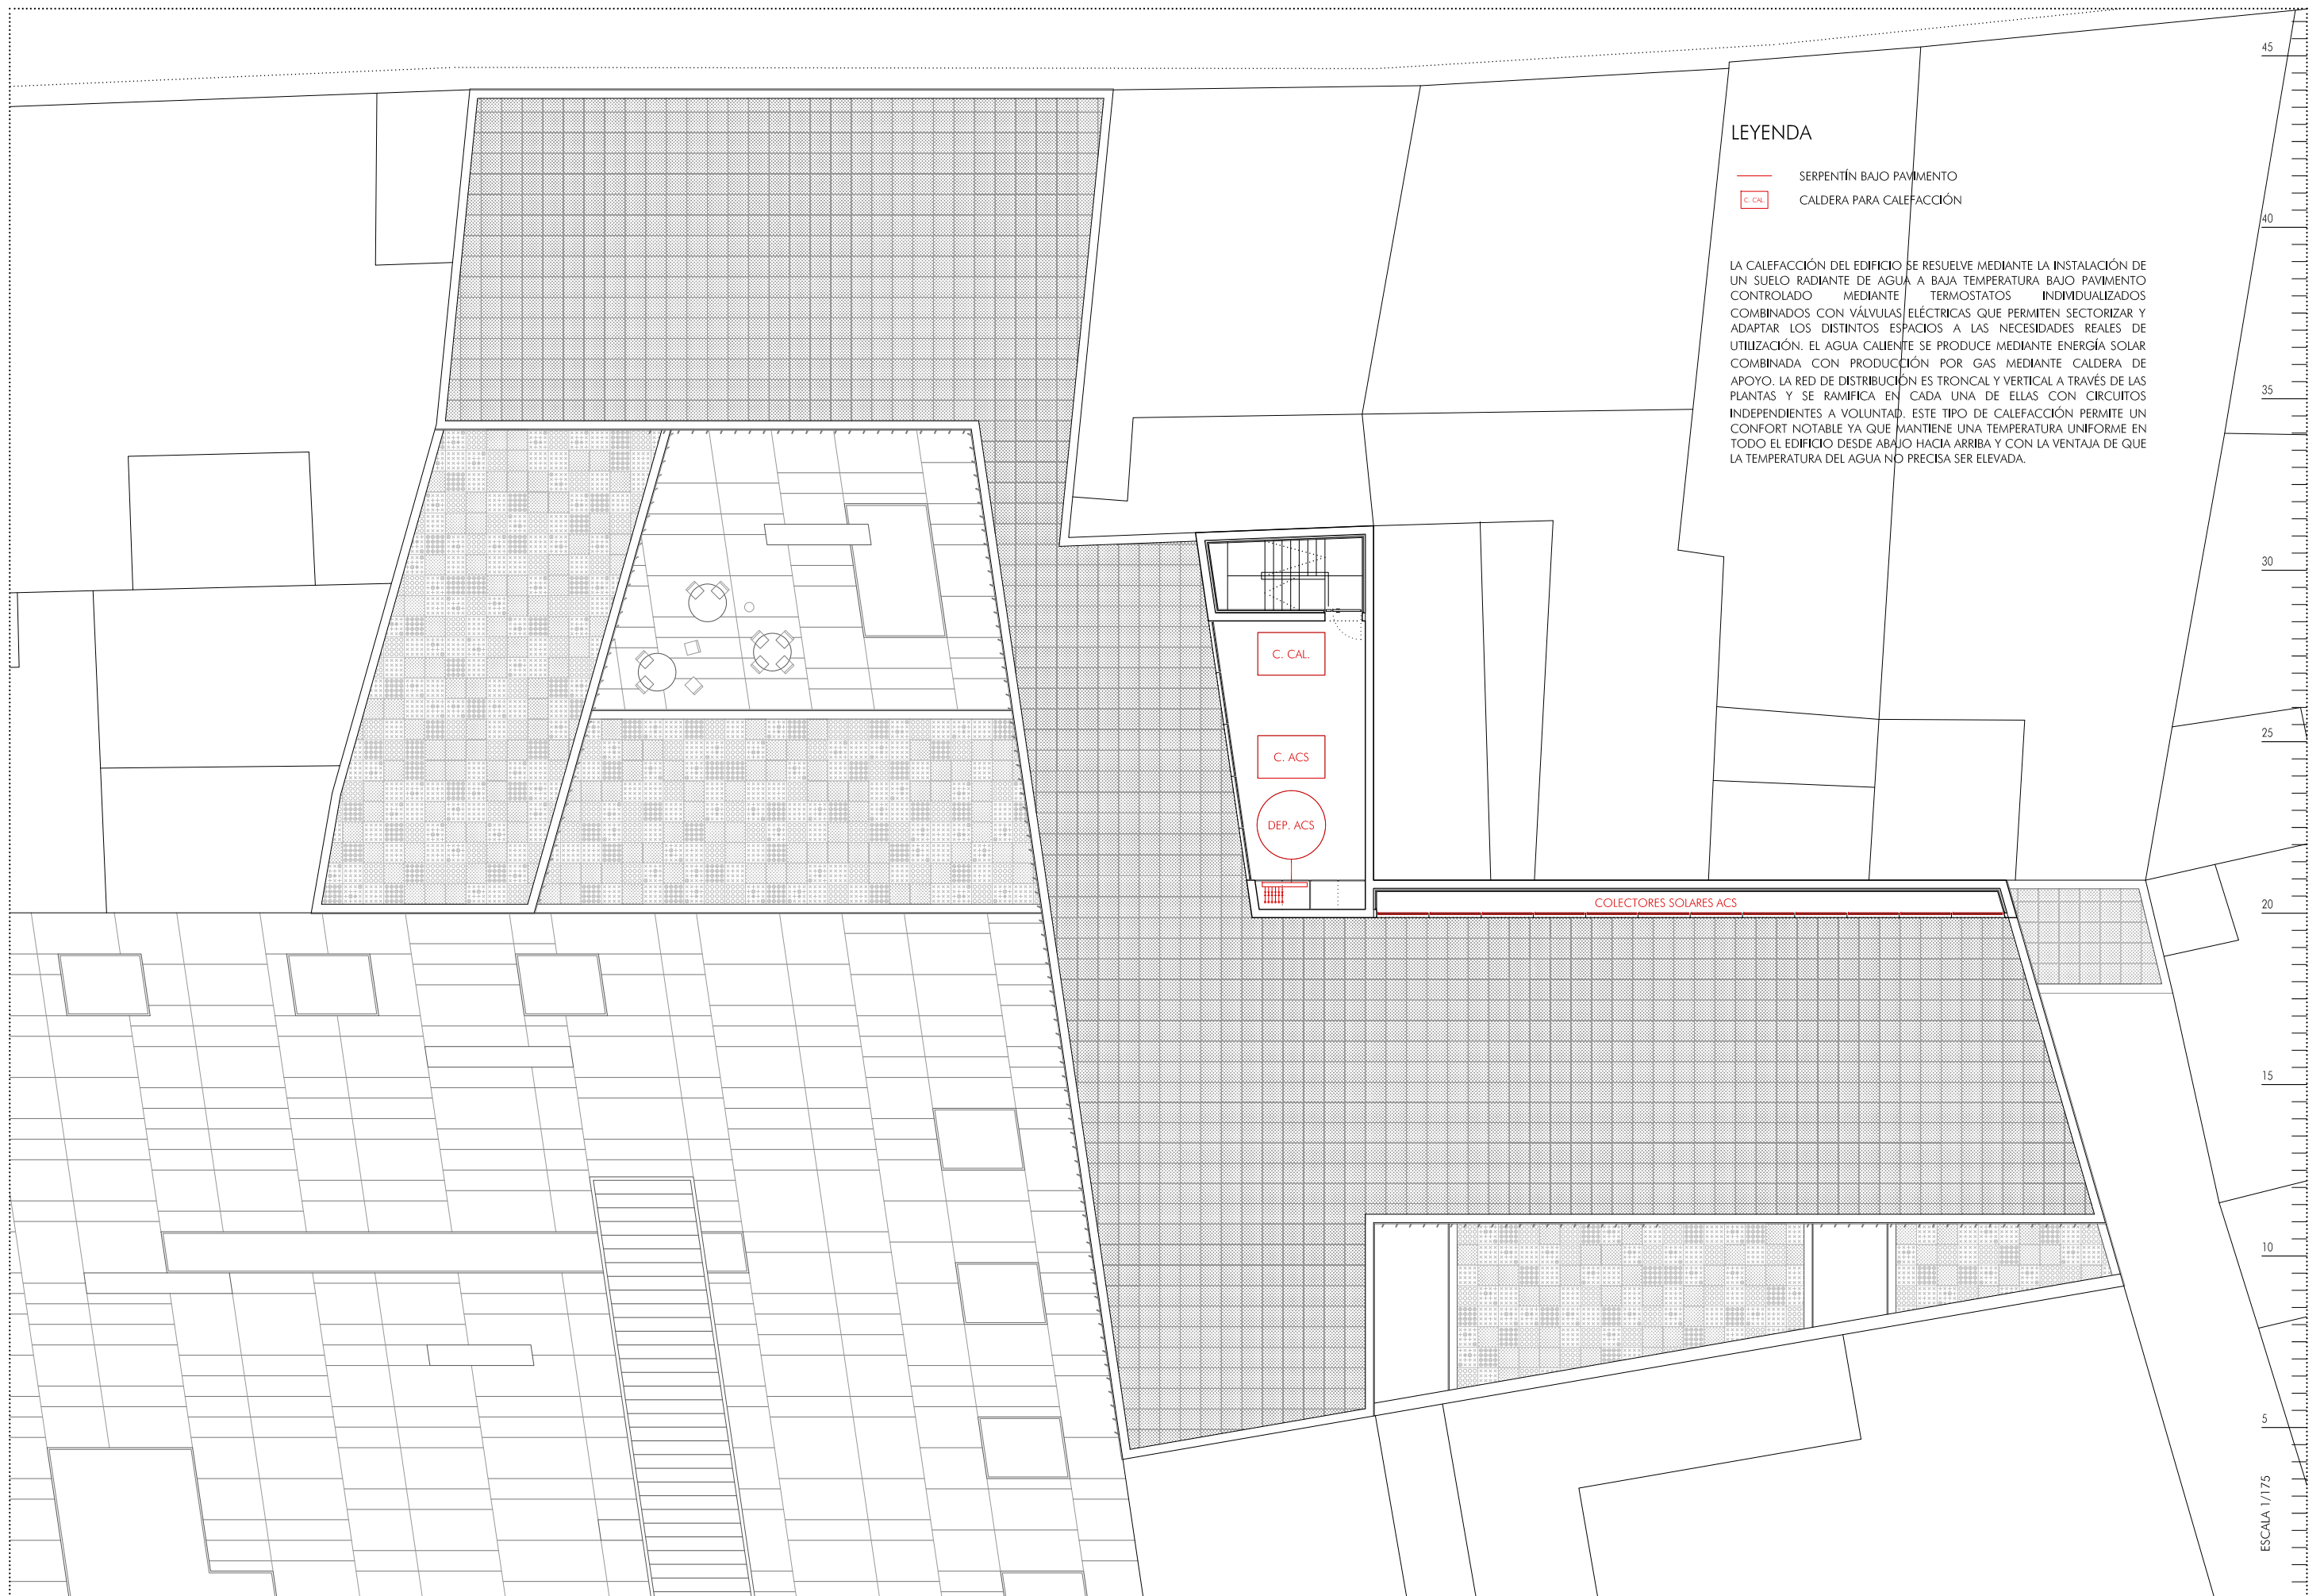 LEYENDA
SERPENTÍN BAJO PAVIMENTO
C. CAL.
CALDERA PARA CALEFACCIÓN
LA CALEFACCIÓN DEL EDIFICIO SE RESUELVE MEDIANTE LA INSTALACIÓN DE
UN SUELO RADIANTE DE AGUA A BAJA TEMPERATURA BAJO PAVIMENTO
CONTROLADO MEDIANTE TERMOSTATOS INDIVIDUALIZADOS
COMBINADOS CON VÁLVULAS ELÉCTRICAS QUE PERMITEN SECTORIZAR Y
ADAPTAR LOS DISTINTOS ESPACIOS A LAS NECESIDADES REALES DE
UTILIZACIÓN. EL AGUA CALIENTE SE PRODUCE MEDIANTE ENERGÍA SOLAR
COMBINADA CON PRODUCCIÓN POR GAS MEDIANTE CALDERA DE
APOYO. LA RED DE DISTRIBUCIÓN ES TRONCAL Y VERTICAL A TRAVÉS DE LAS
PLANTAS Y SE RAMIFICA EN CADA UNA DE ELLAS CON CIRCUITOS
INDEPENDIENTES A VOLUNTAD. ESTE TIPO DE CALEFACCIÓN PERMITE UN
CONFORT NOTABLE YA QUE MANTIENE UNA TEMPERATURA UNIFORME EN
TODO EL EDIFICIO DESDE ABAJO HACIA ARRIBA Y CON LA VENTAJA DE QUE
LA TEMPERATURA DEL AGUA NO PRECISA SER ELEVADA.
C. CAL.
C. ACS
DEP. ACS
COLECTORES SOLARES ACS
45
40
35
30
25
20
15
10
5
ESCALA 1/175